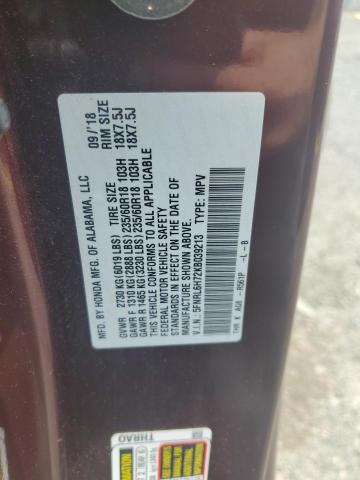 MFD. BY HONDA MFG. OF ALABAMA, LLC 09/'18
TIRE SIZE RIM SIZE
GVWR 2730 KG(6019 LBS)
GAWR F 1310 KG(2888 LBS) 235/60R18 103H 18X7.5J
GAWR R 1465 KG(3230 LBS) 235/60R18 103H 18X7.5J
THIS VEHICLE CONFORMS TO ALL APPLICABLE
FEDERAL MOTOR VEHICLE SAFETY
STANDARDS IN EFFECT ON THE DATE OF
MANUFACTURE SHOWN ABOVE.
V.I.N.: 5FNRL6H72KB039213 TYPE: MPV
THR K AG8 -R561P -L-B
THRAO